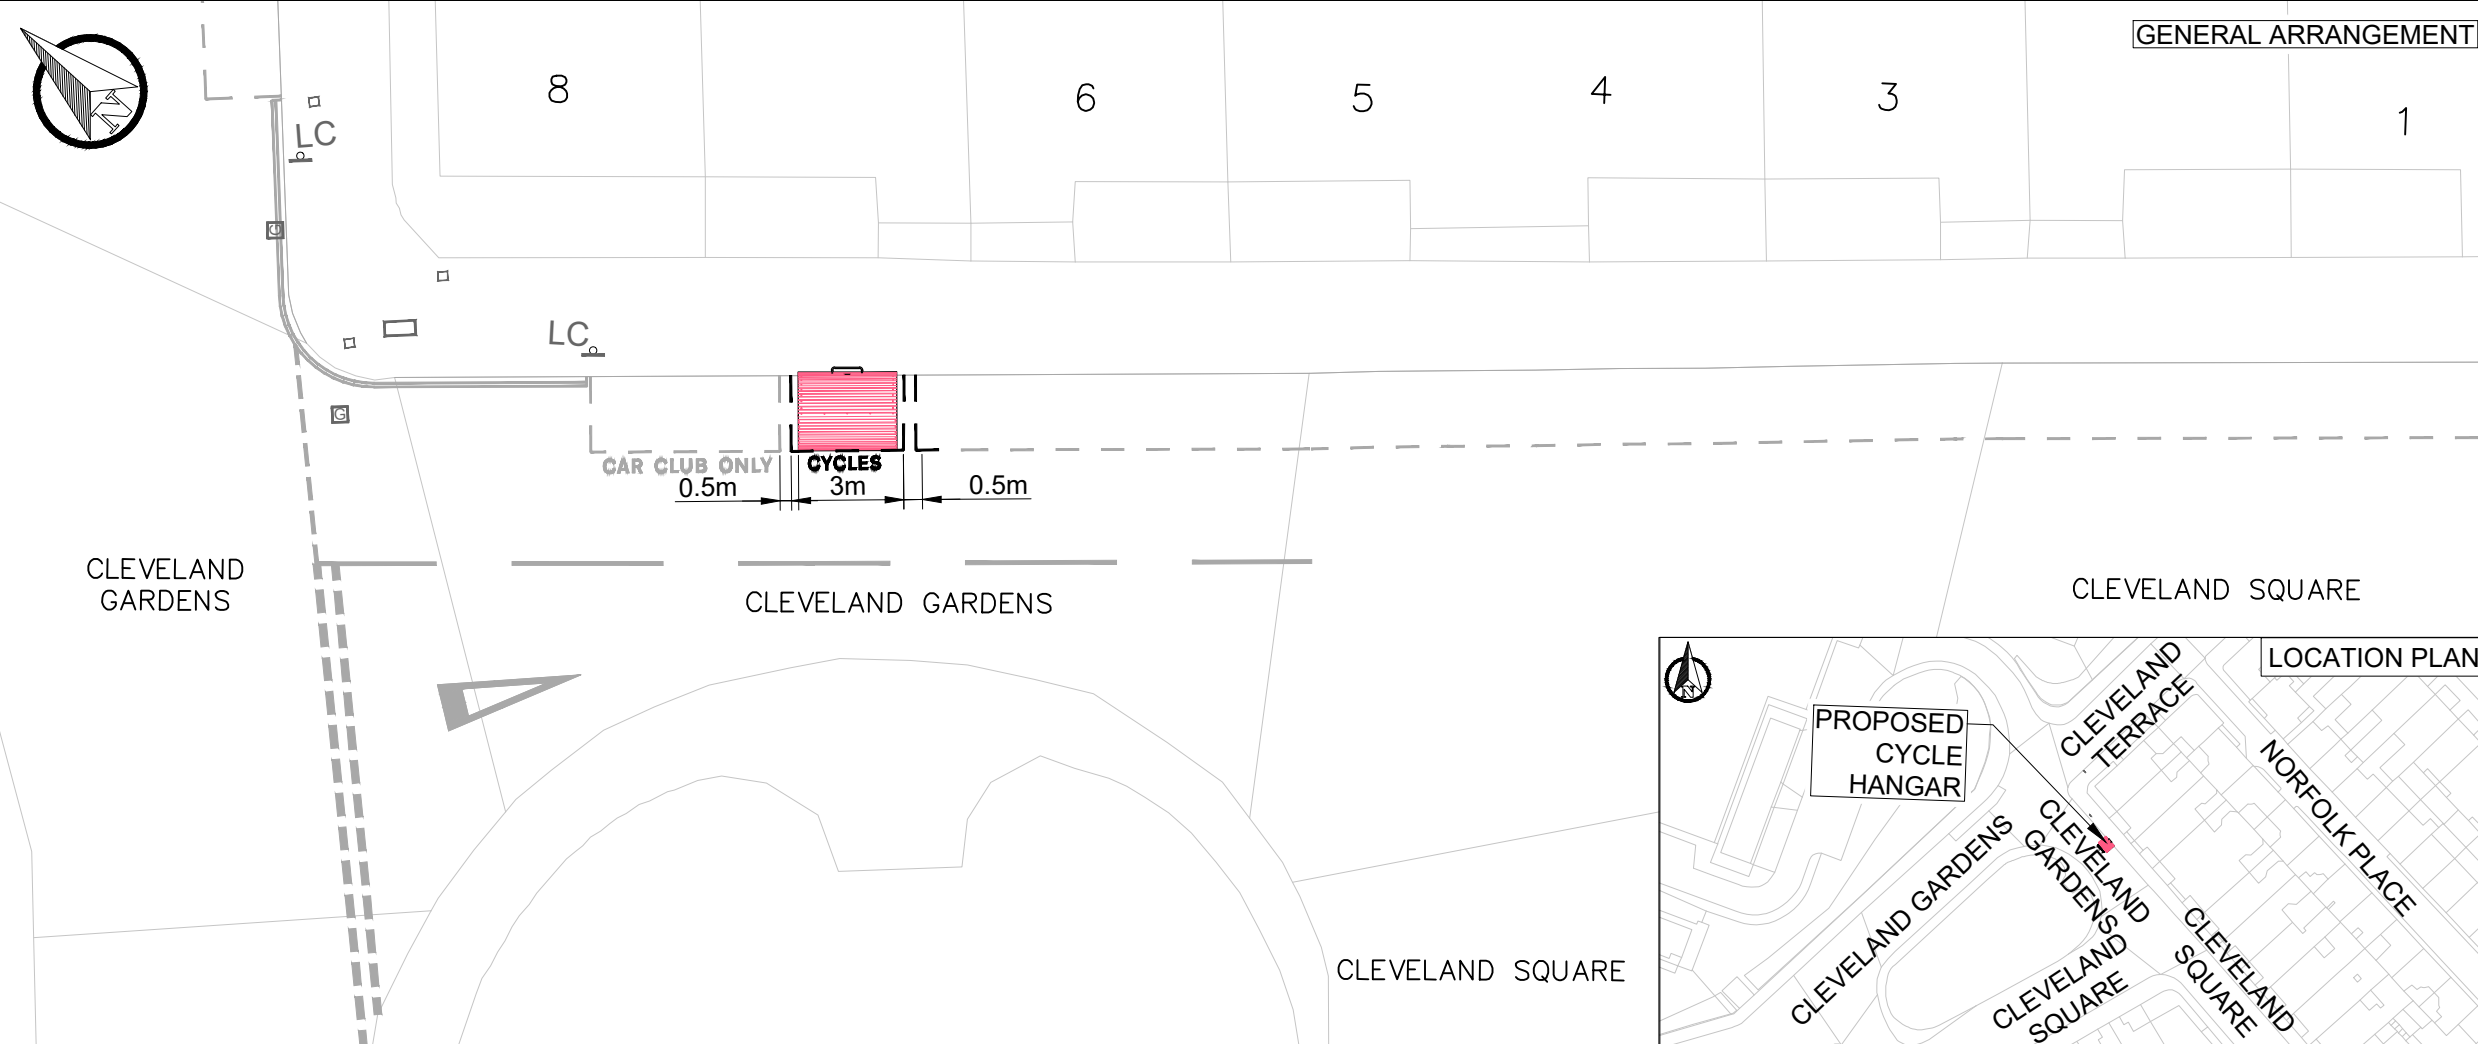 GENERAL ARRANGEMENT
N
8
6
5
4
3
1
LC
G
LC
G
CAR CLUB ONLY
CYCLES
0.5m
3m
0.5m
CLEVELAND
GARDENS
CLEVELAND GARDENS
CLEVELAND SQUARE
CLEVELAND SQUARE
LOCATION PLAN
N
PROPOSED
CYCLE
HANGAR
CLEVELAND
TERRACE
NORFOLK PLACE
CLEVELAND GARDENS
CLEVELAND
GARDENS
CLEVELAND
SQUARE
CLEVELAND
SQUARE